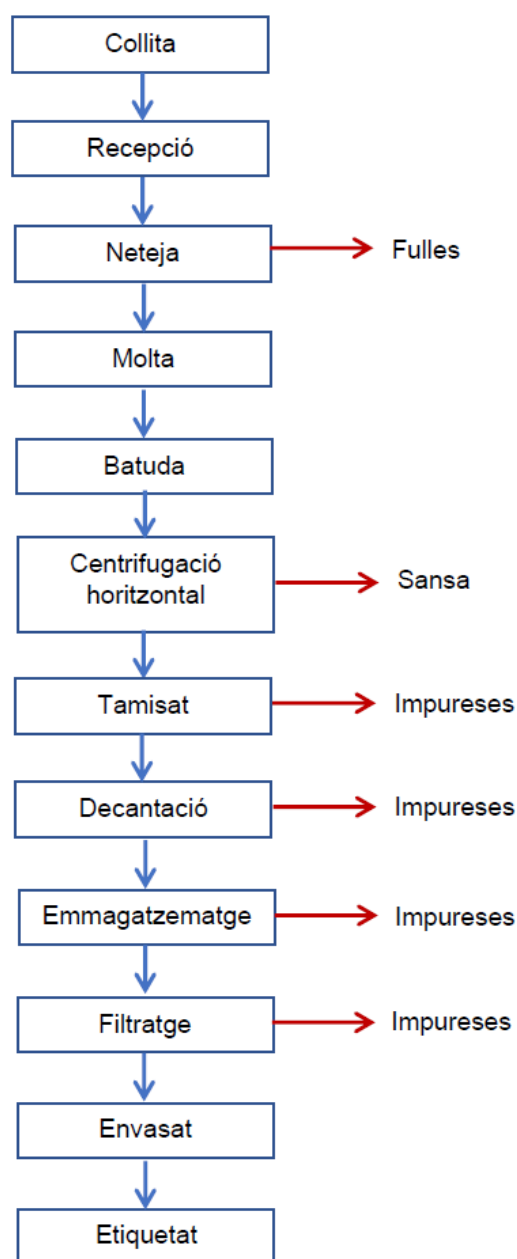 Collita
Recepció
Neteja
Fulles
Molta
Batuda
Centrifugació
horitzontal
Sansa
Tamisat
Impureses
Decantació
Impureses
Emmagatzematge
Impureses
Filtratge
Impureses
Envasat
Etiquetat